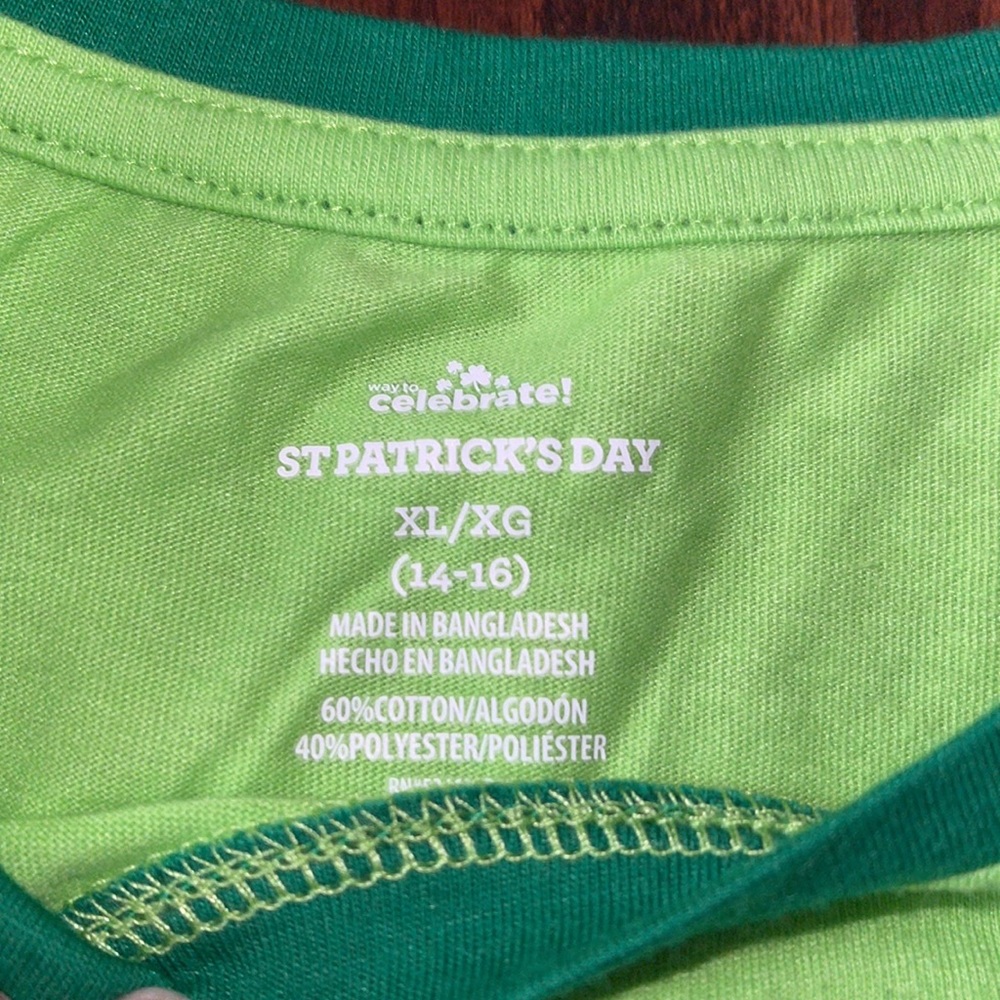 way to
celebrate!
ST PATRICK'S DAY
XL/XG
(14-16)
MADE IN BANGLADESH
HECHO EN BANGLADESH
60%COTTON/ALGODÓN
40%POLYESTER/POLIÉSTER